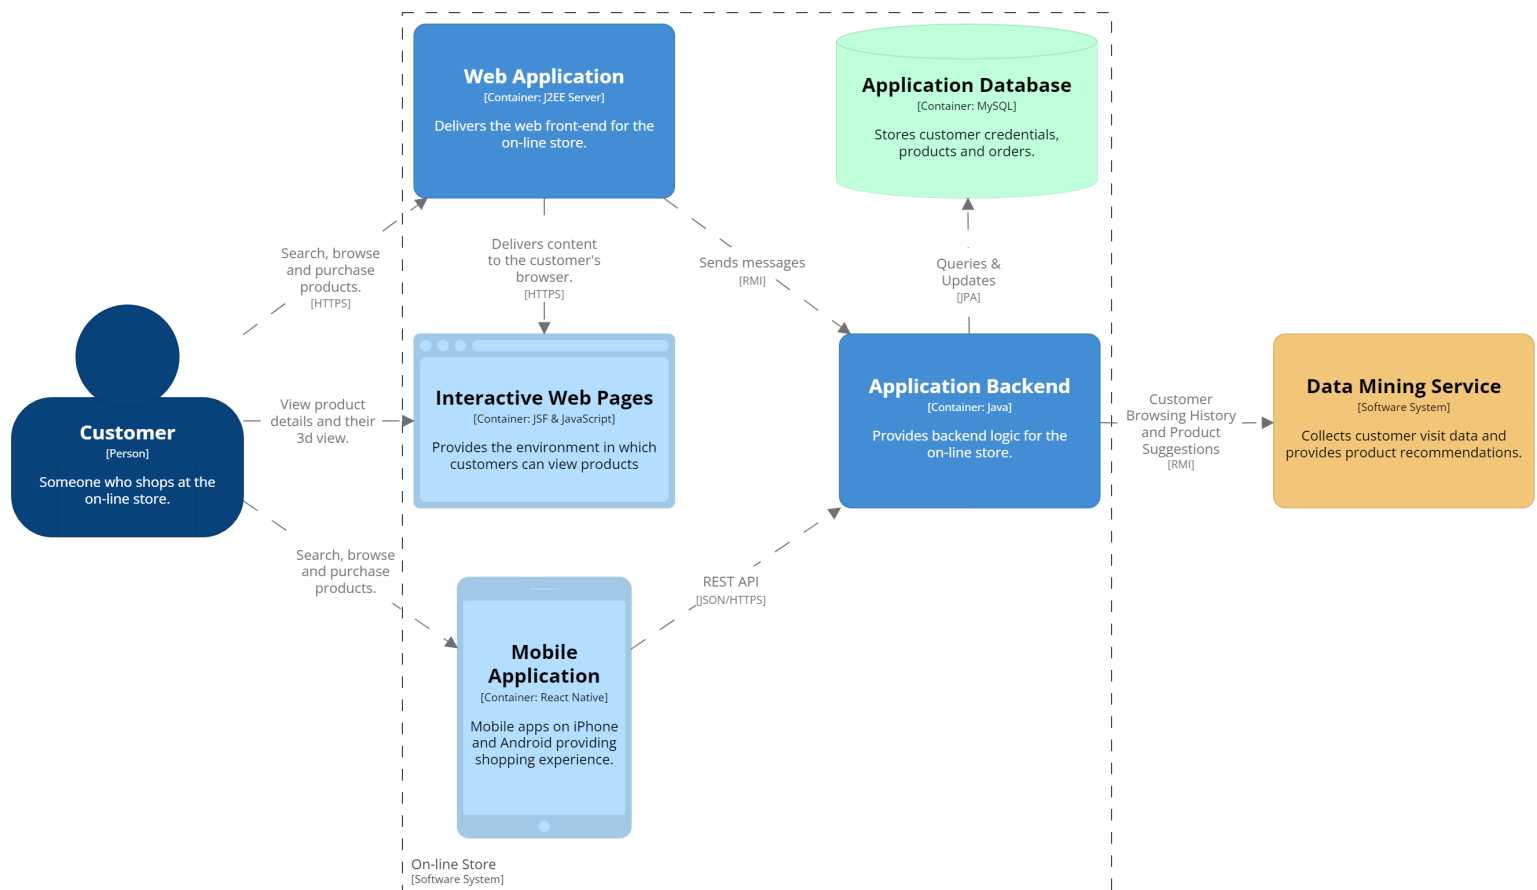 Web Application
[Container: J2EE Server]
Delivers the web front-end for the
on-line store.
Application Database
[Container: MySQL]
Stores customer credentials,
products and orders.
Search, browse
and purchase
products.
[HTTPS]
Delivers content
to the customer's
browser.
[HTTPS]
Sends messages
[RMI]
Queries &
Updates
[JPA]
Customer
[Person]
Someone who shops at the
on-line store.
View product
details and their
3d view.
Interactive Web Pages
[Container: JSF & JavaScript]
Provides the environment in which
customers can view products
Application Backend
[Container: Java]
Provides backend logic for the
on-line store.
Customer
Browsing History
and Product
Suggestions
[RMI]
Data Mining Service
[Software System]
Collects customer visit data and
provides product recommendations.
Search, browse
and purchase
products.
REST API
[JSON/HTTPS]
Mobile
Application
[Container: React Native]
Mobile apps on iPhone
and Android providing
shopping experience.
On-line Store
[Software System]